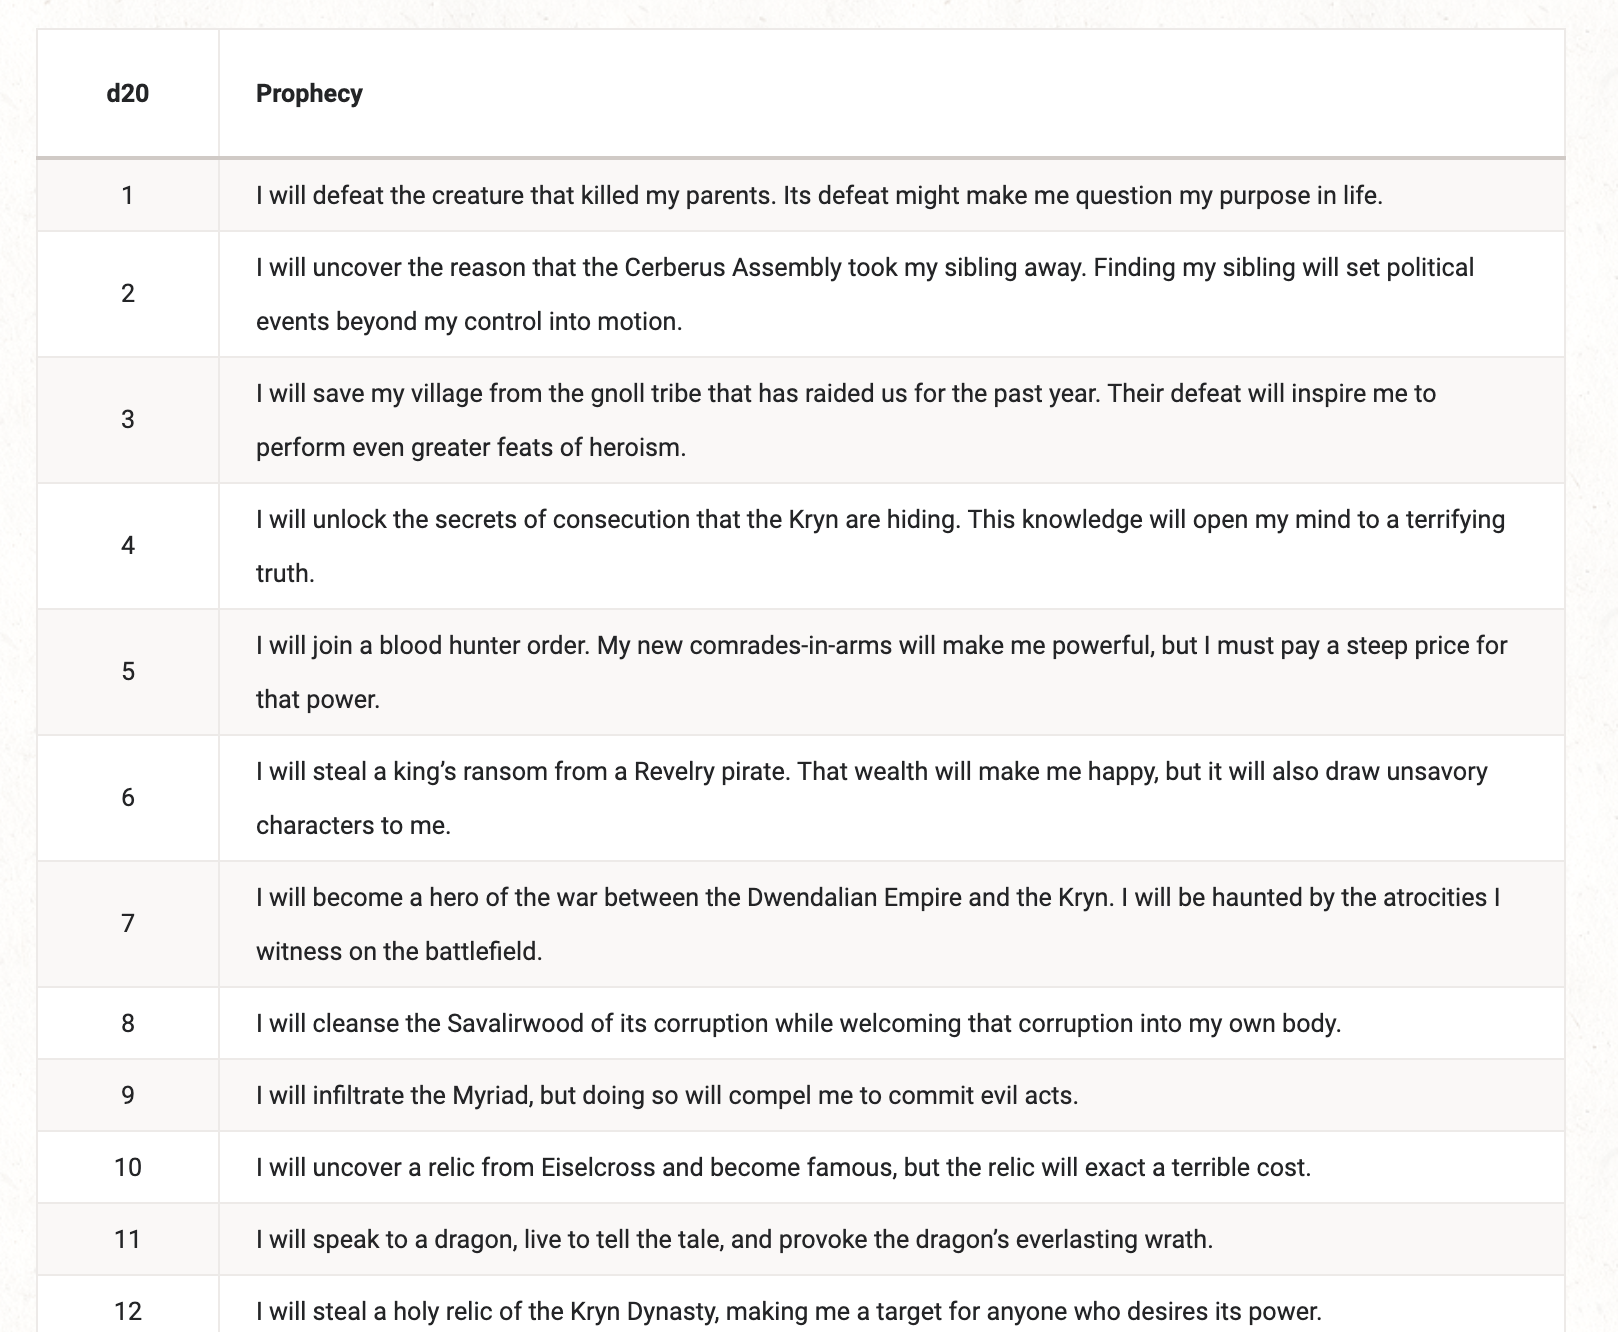 d20 Prophecy
1 I will defeat the creature that killed my parents. Its defeat might make me question my purpose in life.
2 I will uncover the reason that the Cerberus Assembly took my sibling away. Finding my sibling will set political
events beyond my control into motion.
3 I will save my village from the gnoll tribe that has raided us for the past year. Their defeat will inspire me to
perform even greater feats of heroism.
4 I will unlock the secrets of consecution that the Kryn are hiding. This knowledge will open my mind to a terrifying
truth.
5 I will join a blood hunter order. My new comrades-in-arms will make me powerful, but I must pay a steep price for
that power.
6 I will steal a king’s ransom from a Revelry pirate. That wealth will make me happy, but it will also draw unsavory
characters to me.
7 I will become a hero of the war between the Dwendalian Empire and the Kryn. I will be haunted by the atrocities I
witness on the battlefield.
8 I will cleanse the Savalirwood of its corruption while welcoming that corruption into my own body.
9 I will infiltrate the Myriad, but doing so will compel me to commit evil acts.
10 I will uncover a relic from Eiselcross and become famous, but the relic will exact a terrible cost.
11 I will speak to a dragon, live to tell the tale, and provoke the dragon’s everlasting wrath.
12 I will steal a holy relic of the Kryn Dynasty, making me a target for anyone who desires its power.